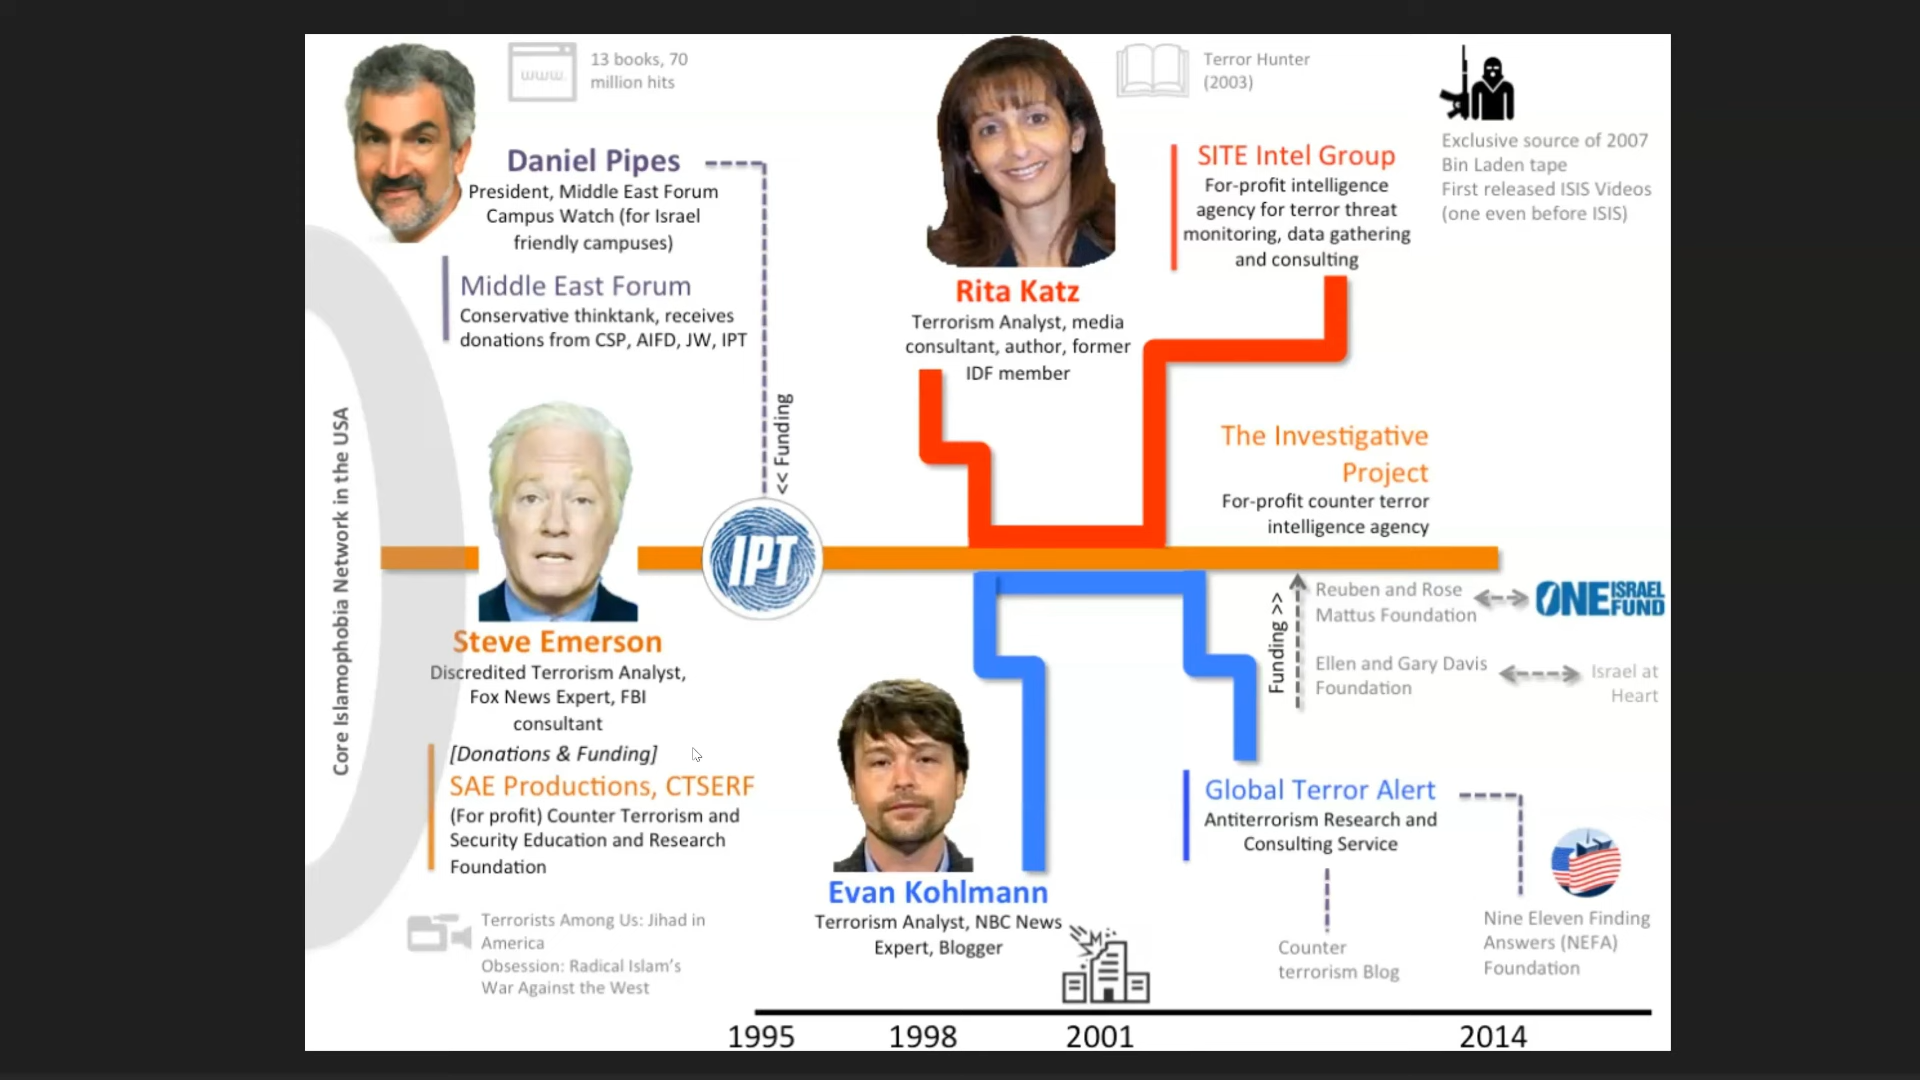 www.
13 books, 70
million hits
Daniel Pipes
President, Middle East Forum
Campus Watch (for Israel
friendly campuses)
Middle East Forum
Conservative thinktank, receives
donations from CSP, AIFD, JW, IPT
<< Funding
Core Islamophobia Network in the USA
IPT
Steve Emerson
Discredited Terrorism Analyst,
Fox News Expert, FBI
consultant
[Donations & Funding]
SAE Productions, CTSERF
(For profit) Counter Terrorism and
Security Education and Research
Foundation
Terrorists Among Us: Jihad in
America
Obsession: Radical Islam's
War Against the West
Rita Katz
Terrorism Analyst, media
consultant, author, former
IDF member
Terror Hunter
(2003)
SITE Intel Group
For-profit intelligence
agency for terror threat
monitoring, data gathering
and consulting
Exclusive source of 2007
Bin Laden tape
First released ISIS Videos
(one even before ISIS)
The Investigative
Project
For-profit counter terror
intelligence agency
Funding >>
Reuben and Rose
Mattus Foundation
ONE ISRAEL
FUND
Ellen and Gary Davis
Foundation
Israel at
Heart
Evan Kohlmann
Terrorism Analyst, NBC News
Expert, Blogger
Global Terror Alert
Antiterrorism Research and
Consulting Service
Counter
terrorism Blog
Nine Eleven Finding
Answers (NEFA)
Foundation
1995
1998
2001
2014